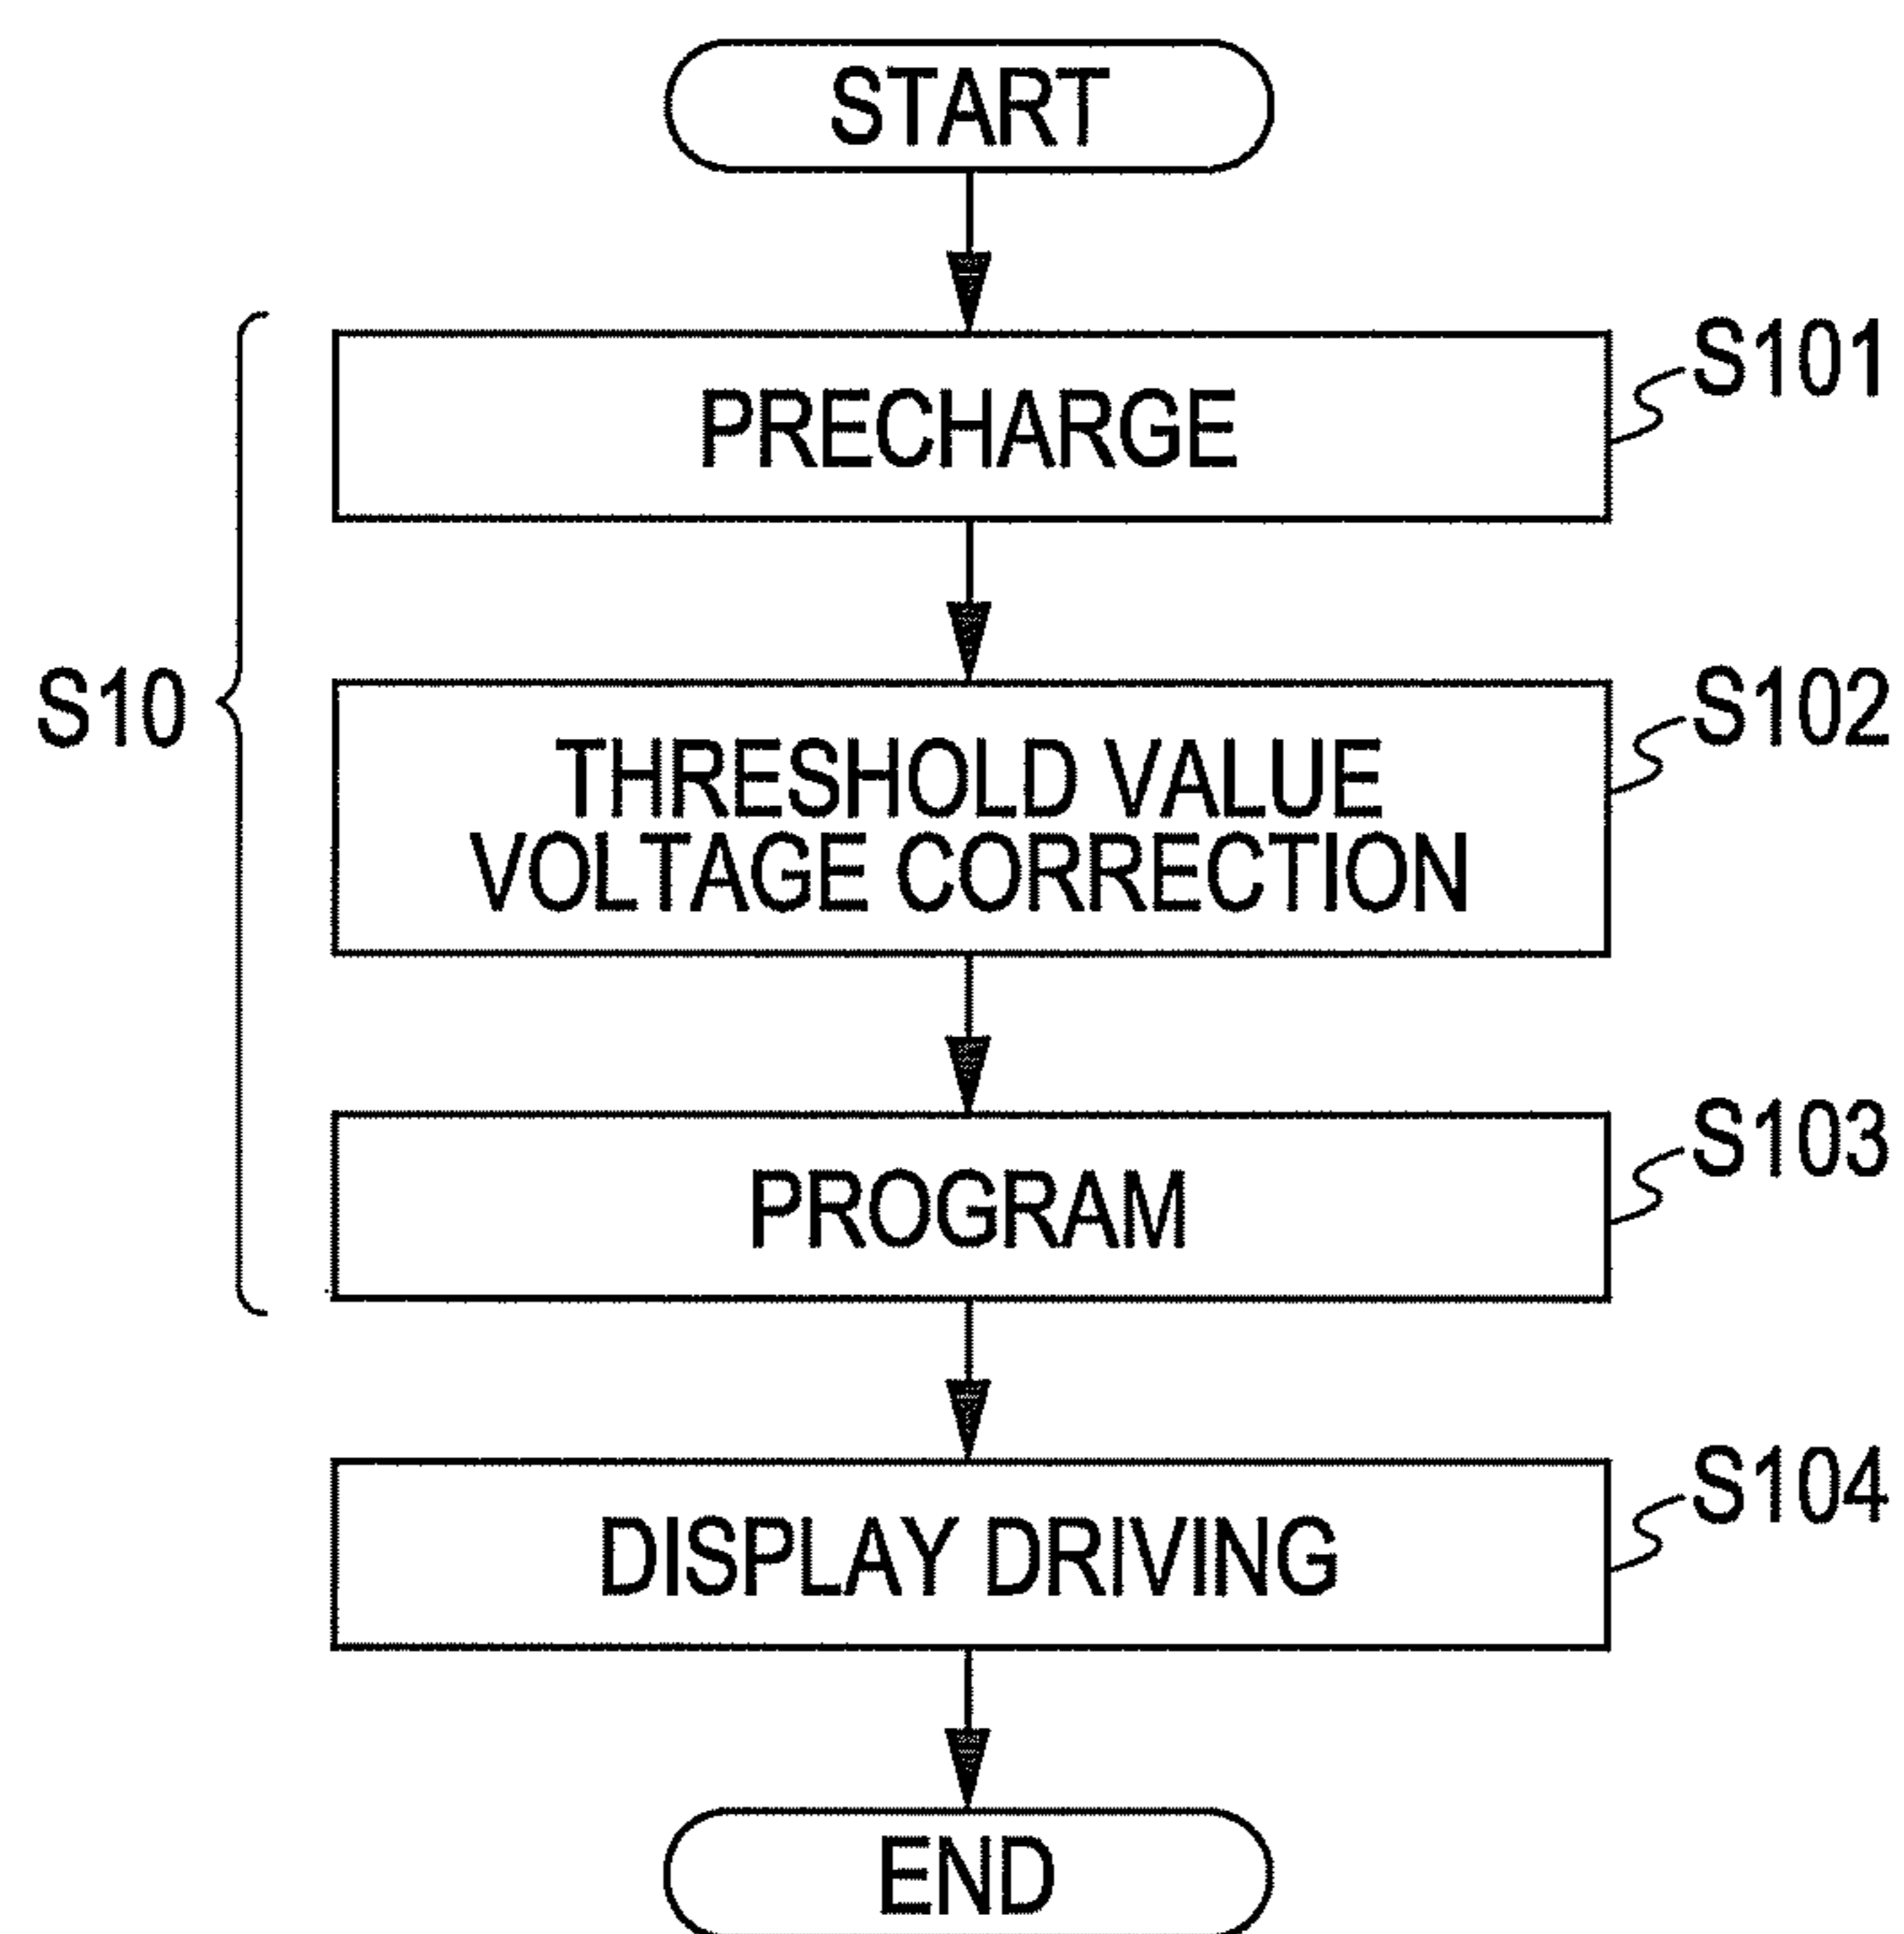 START
PRECHARGE
S101
S10
THRESHOLD VALUE
VOLTAGE CORRECTION
S102
PROGRAM
S103
DISPLAY DRIVING
S104
END